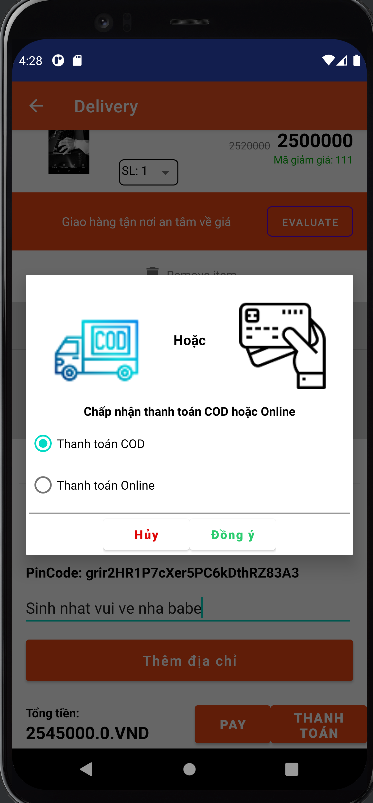 4:28
Delivery
2520000 2500000
SL: 1
Mã giảm giá: 111
Giao hàng tận nơi an tâm về giá
EVALUATE
Remove item
COD
Hoặc
Chấp nhận thanh toán COD hoặc Online
Thanh toán COD
Thanh toán Online
Hủy
Đồng ý
PinCode: grir2HR1P7cXer5PC6kDthRZ83A3
Sinh nhat vui ve nha babe
Thêm địa chỉ
Tổng tiền:
2545000.0.VND
PAY
THANH
TOÁN